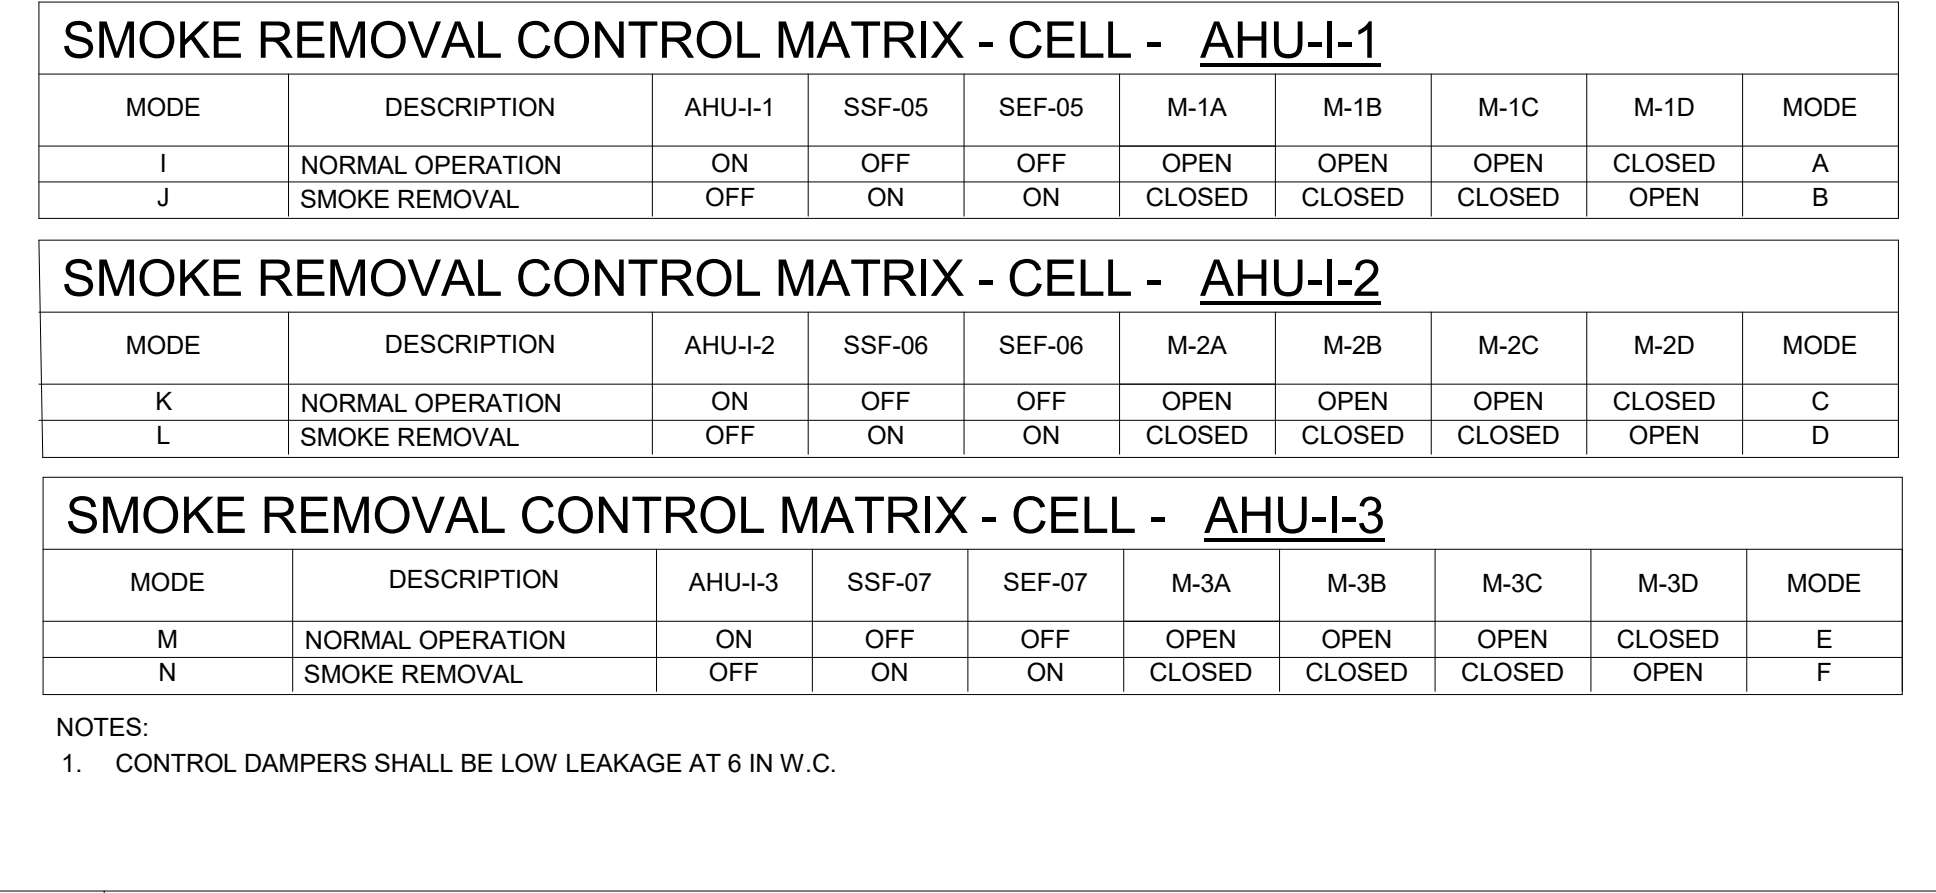 SMOKE REMOVAL CONTROL MATRIX - CELL - AHU-I-1
MODE DESCRIPTION AHU-I-1 SSF-05 SEF-05 M-1A M-1B M-1C M-1D MODE
I NORMAL OPERATION ON OFF OFF OPEN OPEN OPEN CLOSED A
J SMOKE REMOVAL OFF ON ON CLOSED CLOSED CLOSED OPEN B
SMOKE REMOVAL CONTROL MATRIX - CELL - AHU-I-2
MODE DESCRIPTION AHU-I-2 SSF-06 SEF-06 M-2A M-2B M-2C M-2D MODE
K NORMAL OPERATION ON OFF OFF OPEN OPEN OPEN CLOSED C
L SMOKE REMOVAL OFF ON ON CLOSED CLOSED CLOSED OPEN D
SMOKE REMOVAL CONTROL MATRIX - CELL - AHU-I-3
MODE DESCRIPTION AHU-I-3 SSF-07 SEF-07 M-3A M-3B M-3C M-3D MODE
M NORMAL OPERATION ON OFF OFF OPEN OPEN OPEN CLOSED E
N SMOKE REMOVAL OFF ON ON CLOSED CLOSED CLOSED OPEN F
NOTES:
1. CONTROL DAMPERS SHALL BE LOW LEAKAGE AT 6 IN W.C.